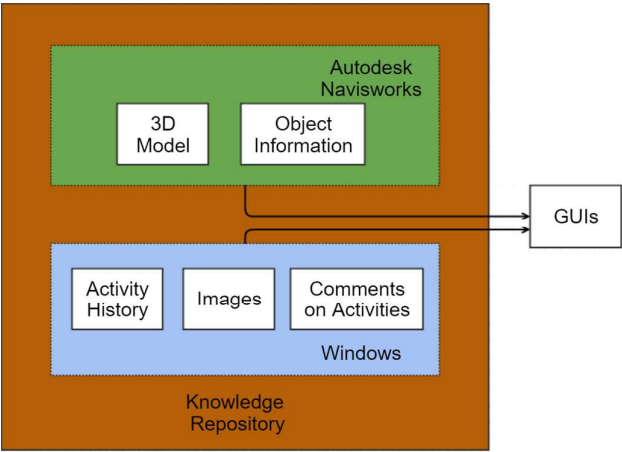 Autodesk
Navisworks
3D
Model
Object
Information
GUIs
Activity
History
Images
Comments
on Activities
Windows
Knowledge
Repository